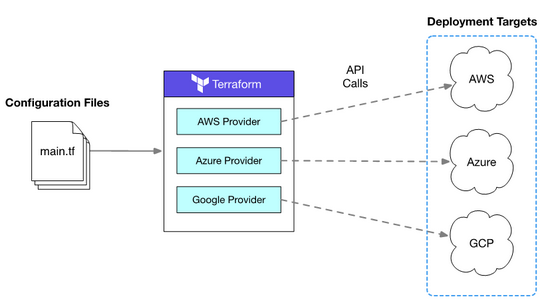 Deployment Targets
API
Calls
Terraform
AWS
Configuration Files
AWS Provider
main.tf
Azure Provider
Azure
Google Provider
GCP